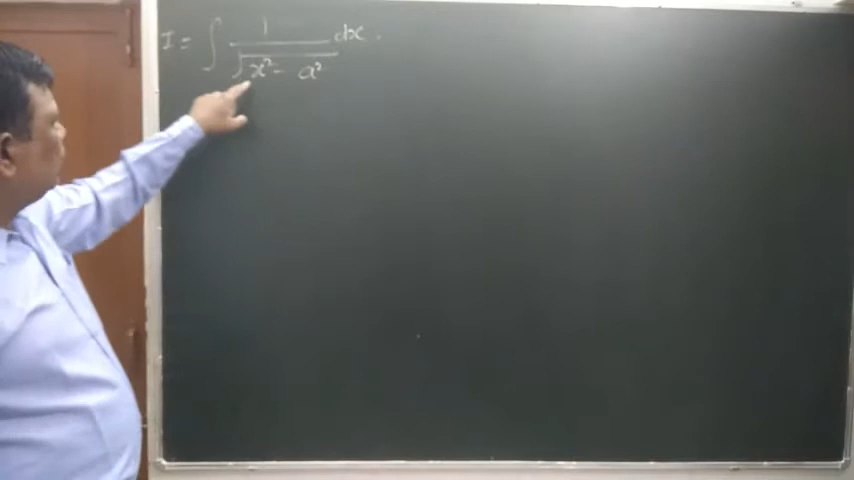 I = ∫ 1/√(x² - a²) dx.